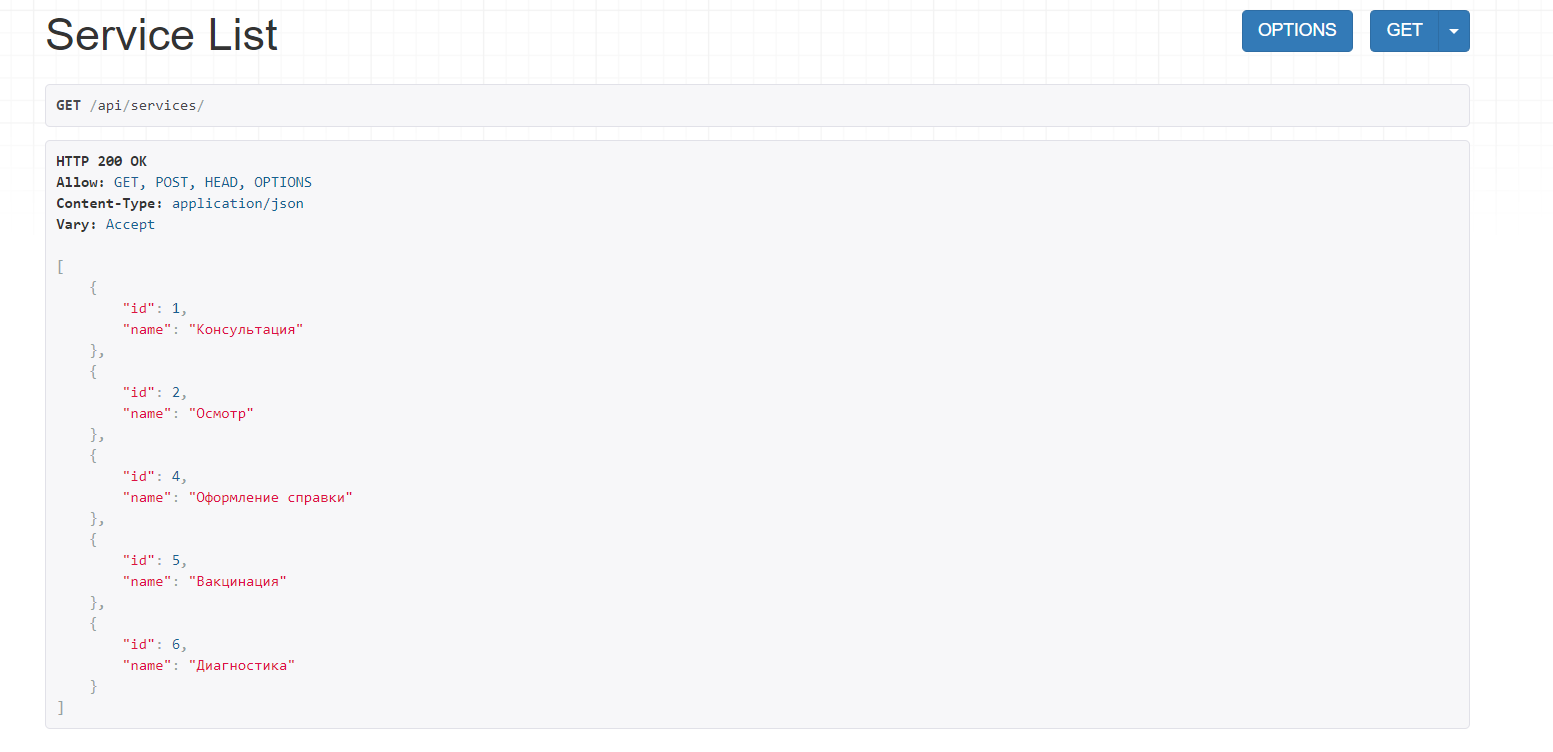 Service List
OPTIONS
GET
GET /api/services/
HTTP 200 OK
Allow: GET, POST, HEAD, OPTIONS
Content-Type: application/json
Vary: Accept
[
    {
        "id": 1,
        "name": "Консультация"
    },
    {
        "id": 2,
        "name": "Осмотр"
    },
    {
        "id": 4,
        "name": "Оформление справки"
    },
    {
        "id": 5,
        "name": "Вакцинация"
    },
    {
        "id": 6,
        "name": "Диагностика"
    }
]